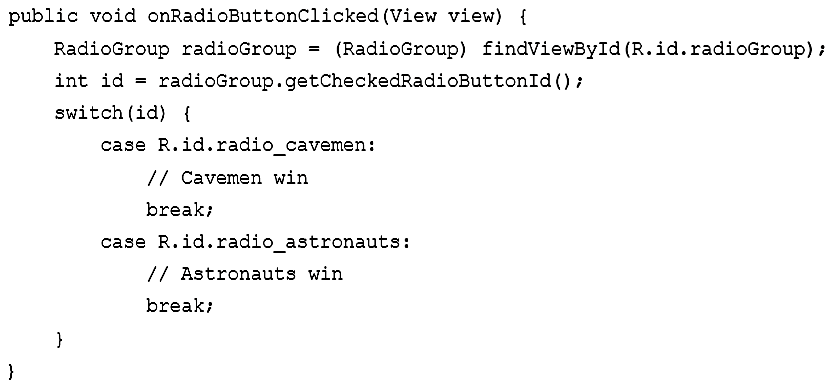 public void onRadioButtonClicked(View view) {
    RadioGroup radioGroup = (RadioGroup) findViewById(R.id.radioGroup);
    int id = radioGroup.getCheckedRadioButtonId();
    switch(id) {
        case R.id.radio_cavemen:
            // Cavemen win
            break;
        case R.id.radio_astronauts:
            // Astronauts win
            break;
    }
}